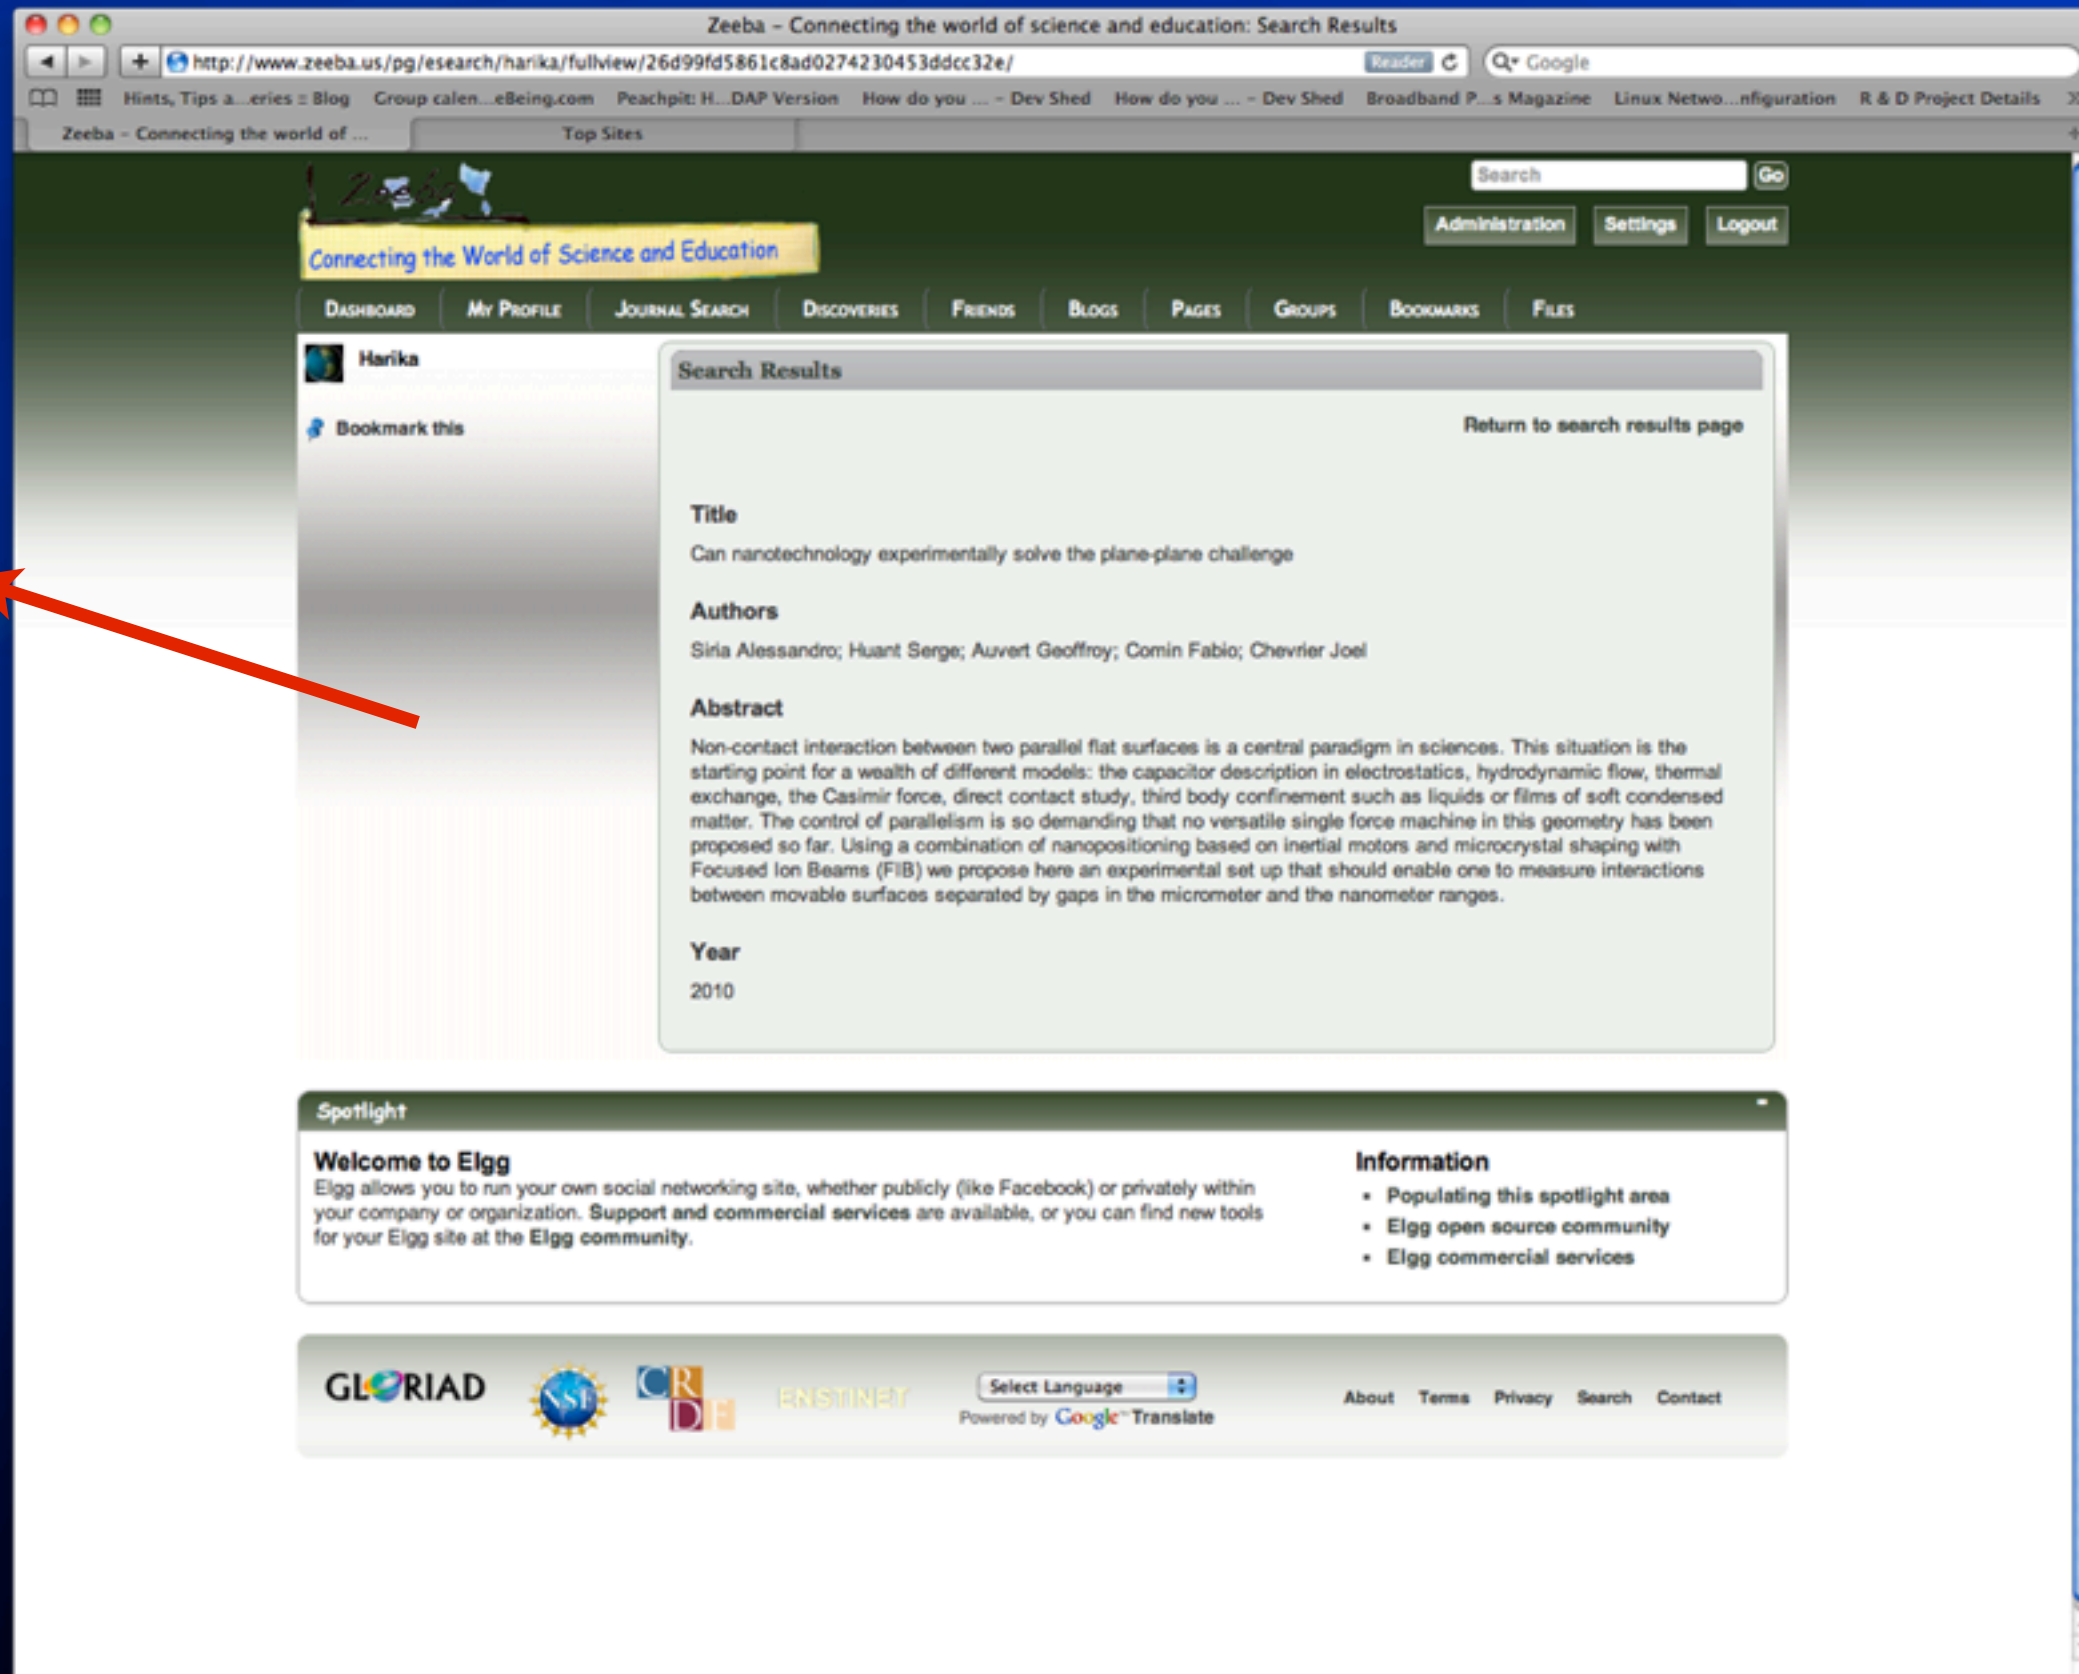 Zeeba – Connecting the world of science and education: Search Results
http://www.zeeba.us/pg/esearch/harika/fullview/26d99fd5861c8ad0274230453ddcc32e/ Reader Google
Hints, Tips a...eries :: Blog Group calen...eBeing.com Peachpit: H...DAP Version How do you ... – Dev Shed How do you ... – Dev Shed Broadband P...s Magazine Linux Netwo...nfiguration R & D Project Details
Zeeba – Connecting the world of ... Top Sites
Zeeba
Search Go
Administration Settings Logout
Connecting the World of Science and Education
Dashboard My Profile Journal Search Discoveries Friends Blogs Pages Groups Bookmarks Files
Harika
Bookmark this
Search Results
Return to search results page
Title
Can nanotechnology experimentally solve the plane-plane challenge
Authors
Siria Alessandro; Huant Serge; Auvert Geoffroy; Comin Fabio; Chevrier Joel
Abstract
Non-contact interaction between two parallel flat surfaces is a central paradigm in sciences. This situation is the
starting point for a wealth of different models: the capacitor description in electrostatics, hydrodynamic flow, thermal
exchange, the Casimir force, direct contact study, third body confinement such as liquids or films of soft condensed
matter. The control of parallelism is so demanding that no versatile single force machine in this geometry has been
proposed so far. Using a combination of nanopositioning based on inertial motors and microcrystal shaping with
Focused Ion Beams (FIB) we propose here an experimental set up that should enable one to measure interactions
between movable surfaces separated by gaps in the micrometer and the nanometer ranges.
Year
2010
Spotlight
Welcome to Elgg
Elgg allows you to run your own social networking site, whether publicly (like Facebook) or privately within
your company or organization. Support and commercial services are available, or you can find new tools
for your Elgg site at the Elgg community.
Information
• Populating this spotlight area
• Elgg open source community
• Elgg commercial services
GLORIAD NSF CRDF ENSTINET
Select Language
Powered by Google™ Translate
About Terms Privacy Search Contact